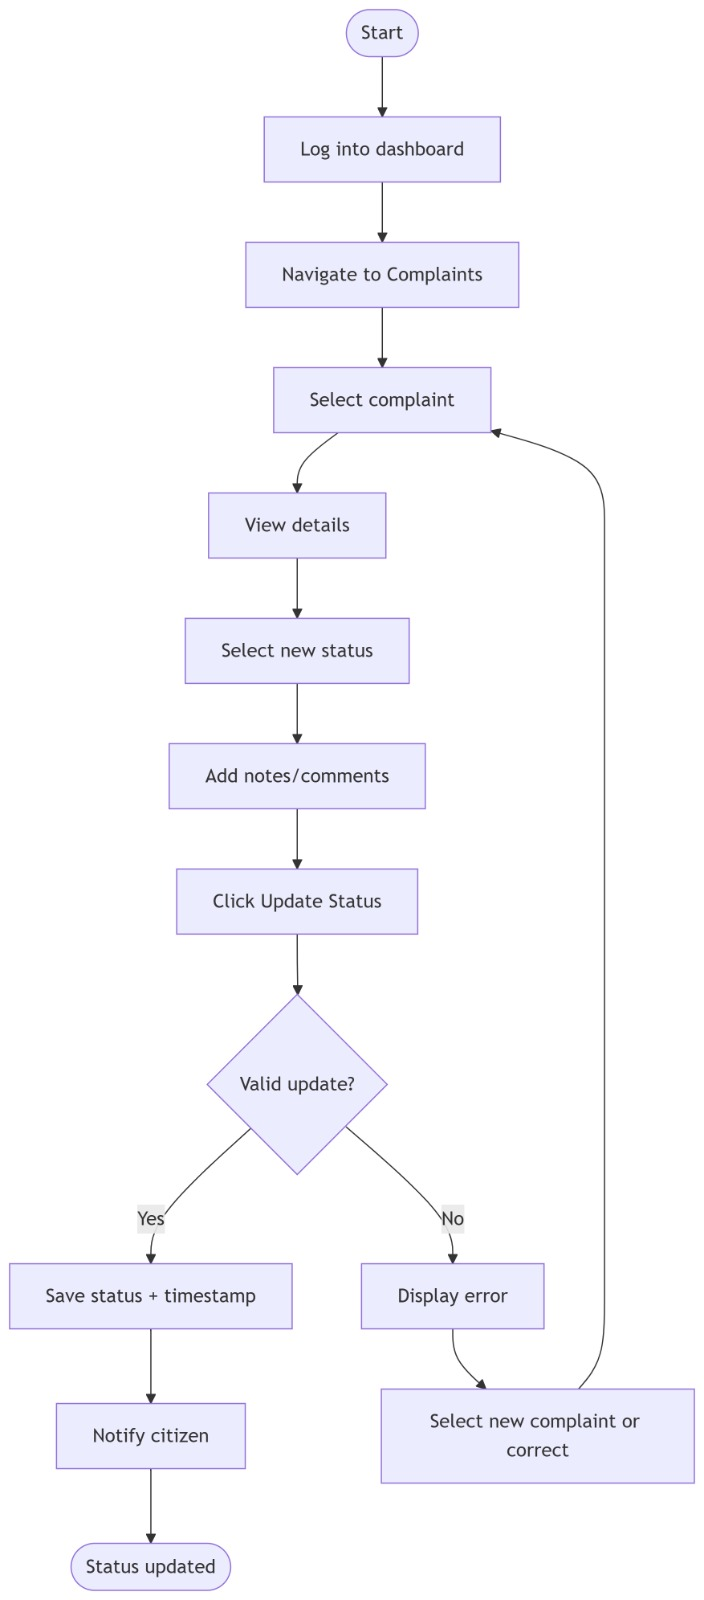 Start
Log into dashboard
Navigate to Complaints
Select complaint
View details
Select new status
Add notes/comments
Click Update Status
Valid update?
Yes
No
Save status + timestamp
Display error
Notify citizen
Select new complaint or
correct
Status updated